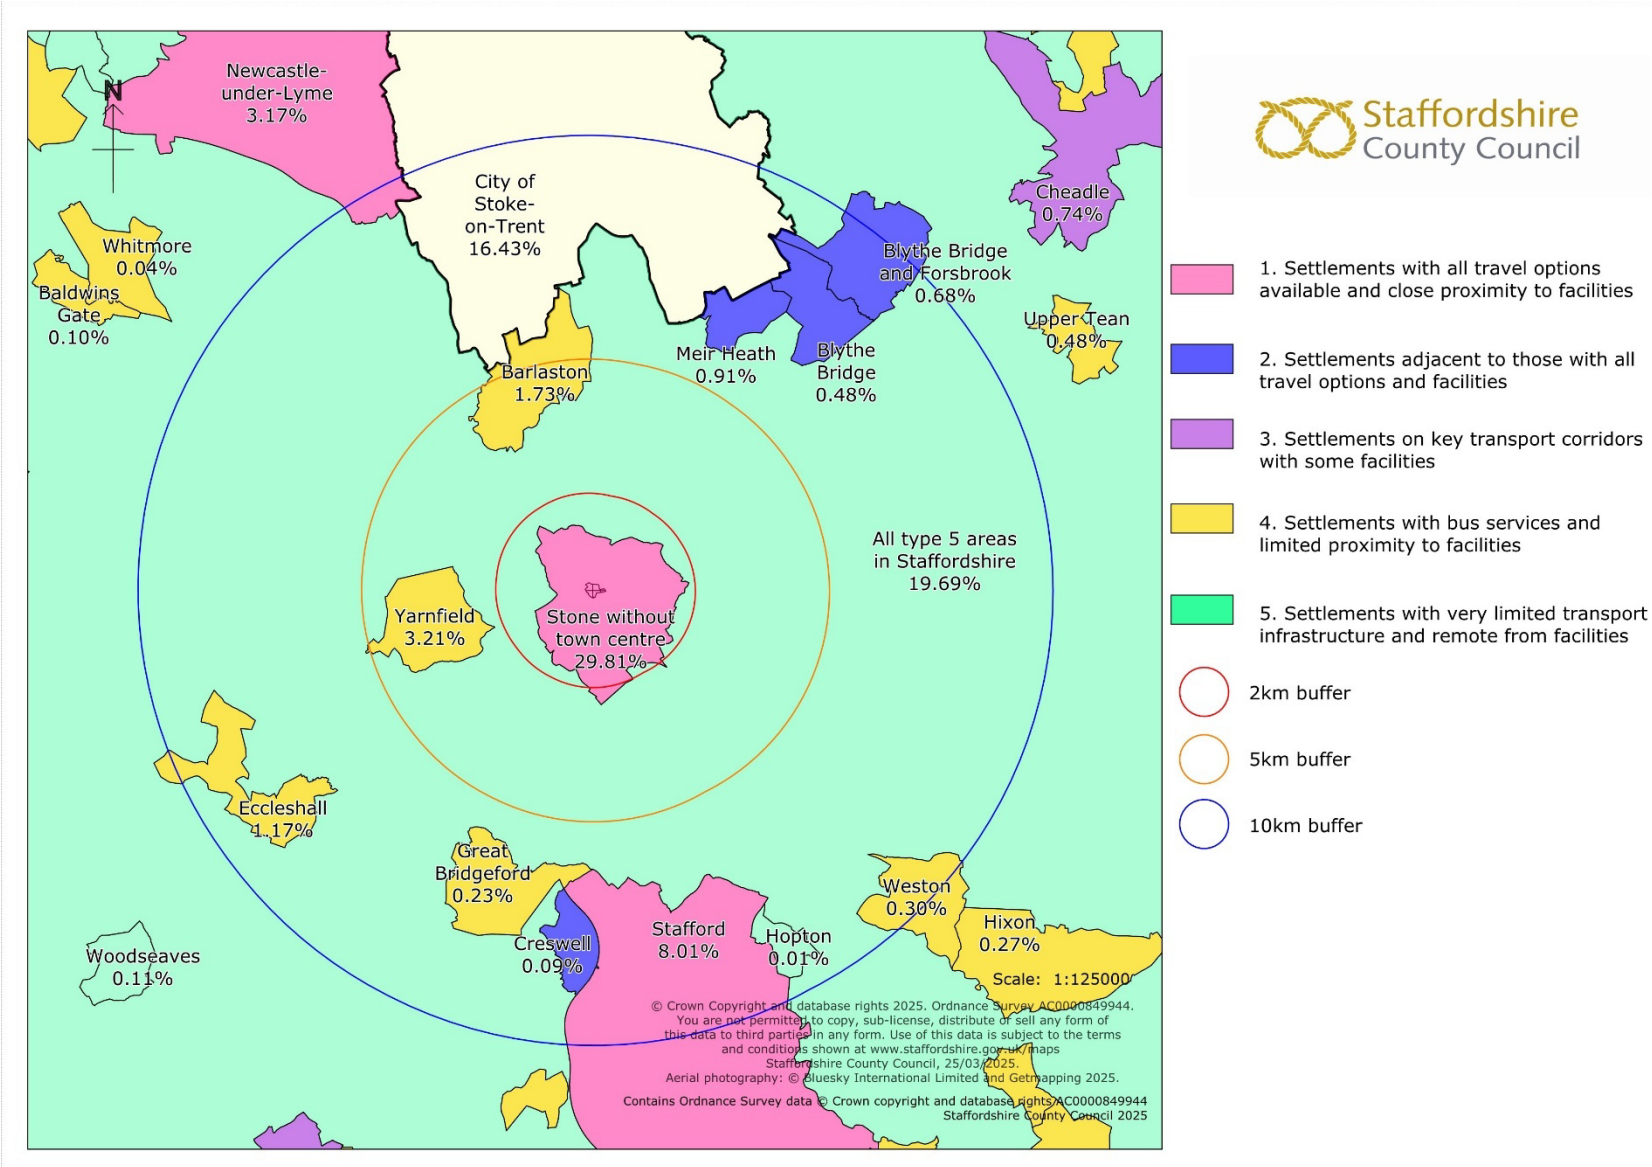 Newcastle-
under-Lyme
3.17%
N
City of
Stoke-
on-Trent
16.43%
Cheadle
0.74%
Whitmore
0.04%
Baldwins
Gate
0.10%
Blythe Bridge
and Forsbrook
0.68%
Upper Tean
0.48%
Meir Heath
0.91%
Blythe
Bridge
0.48%
Barlaston
1.73%
All type 5 areas
in Staffordshire
19.69%
Yarnfield
3.21%
Stone without
town centre
29.81%
Eccleshall
1.17%
Great
Bridgeford
0.23%
Weston
0.30%
Creswell
0.09%
Stafford
8.01%
Hopton
0.01%
Hixon
0.27%
Woodseaves
0.11%
Scale: 1:125000
© Crown Copyright and database rights 2025. Ordnance Survey AC0000849944.
You are not permitted to copy, sub-license, distribute or sell any form of
this data to third parties in any form. Use of this data is subject to the terms
and conditions shown at www.staffordshire.gov.uk/maps
Staffordshire County Council, 25/03/2025.
Aerial photography: © Bluesky International Limited and Getmapping 2025.
Contains Ordnance Survey data © Crown copyright and database rights AC0000849944
Staffordshire County Council 2025
Staffordshire
County Council
1. Settlements with all travel options
available and close proximity to facilities
2. Settlements adjacent to those with all
travel options and facilities
3. Settlements on key transport corridors
with some facilities
4. Settlements with bus services and
limited proximity to facilities
5. Settlements with very limited transport
infrastructure and remote from facilities
2km buffer
5km buffer
10km buffer